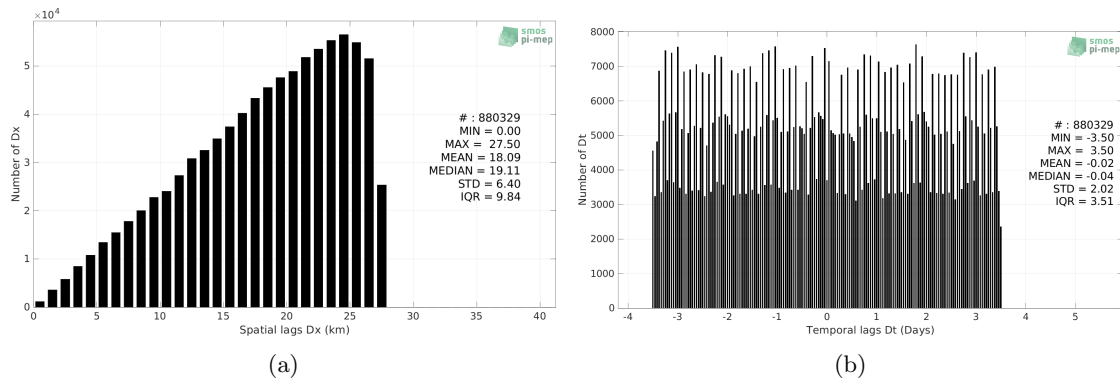 ×10⁴
5
4
3
2
1
0
Number of Dx
0 5 10 15 20 25 30 35 40
Spatial lags Dx (km)
smos
pi-mep
# : 880329
MIN = 0.00
MAX = 27.50
MEAN = 18.09
MEDIAN = 19.11
STD = 6.40
IQR = 9.84
(a)
8000
7000
6000
5000
4000
3000
2000
1000
0
Number of Dt
-4 -3 -2 -1 0 1 2 3 4 5
Temporal lags Dt (Days)
smos
pi-mep
# : 880329
MIN = -3.50
MAX = 3.50
MEAN = -0.02
MEDIAN = -0.04
STD = 2.02
IQR = 3.51
(b)